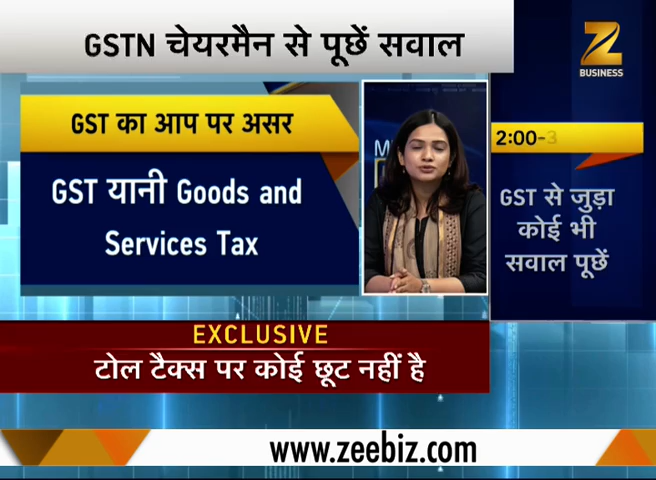 GSTN चेयरमैन से पूछें सवाल
Z
BUSINESS
GST का आप पर असर
GST यानी Goods and
Services Tax
M
2:00-3
GST से जुड़ा
कोई भी
सवाल पूछें
EXCLUSIVE
टोल टैक्स पर कोई छूट नहीं है
www.zeebiz.com